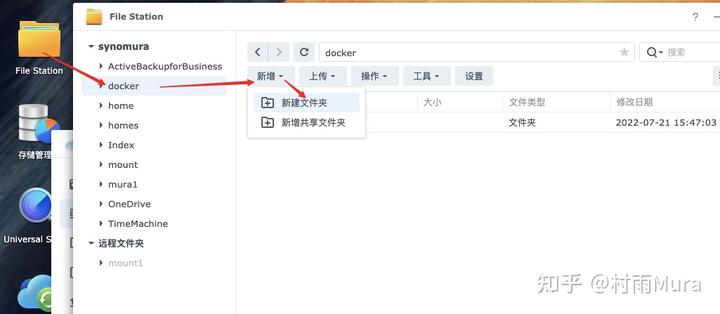 File Station
synomura
ActiveBackupforBusiness
docker
home
homes
Index
mount
mura1
OneDrive
TimeMachine
远程文件夹
mount1
docker
搜索
新增
上传
操作
工具
设置
新建文件夹
新增共享文件夹
大小
文件类型
修改日期
文件夹
2022-07-21 15:47:03
File Station
存储管理
Universal S
知乎 @村雨Mura